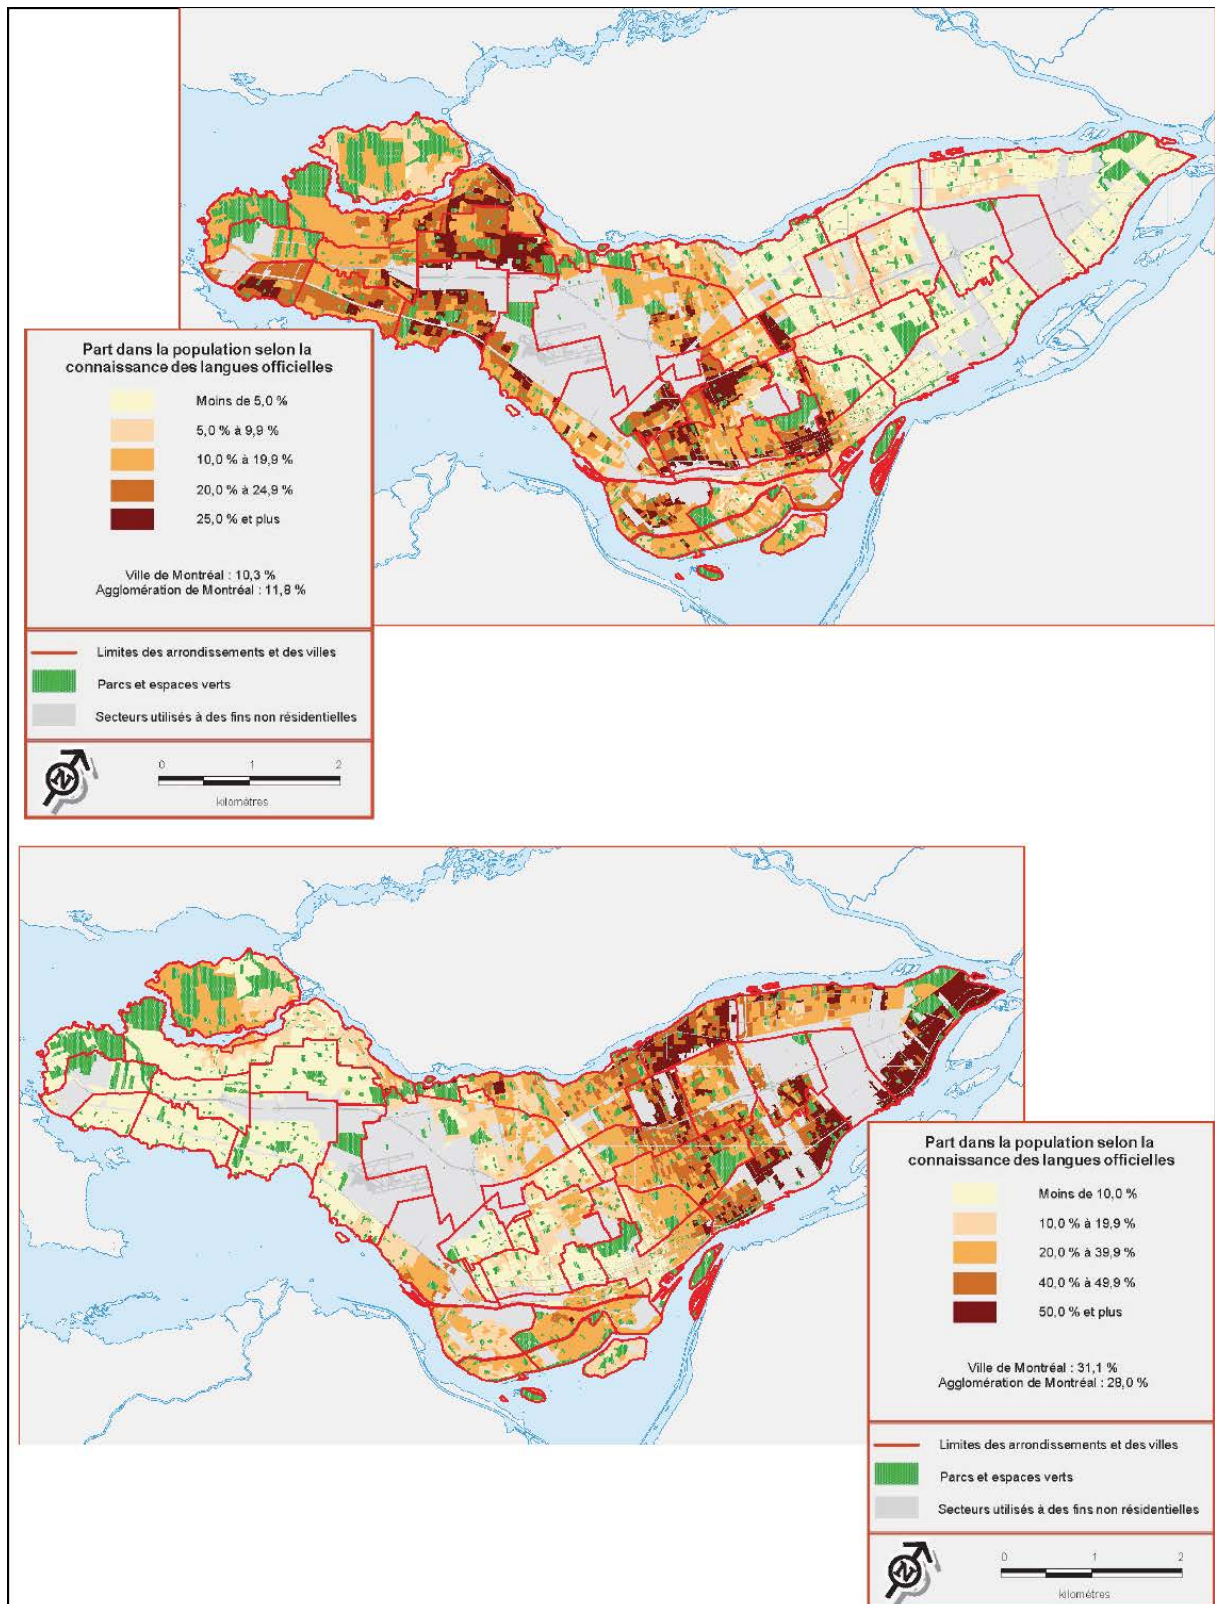 Part dans la population selon la
connaissance des langues officielles
Moins de 5,0 %
5,0 % à 9,9 %
10,0 % à 19,9 %
20,0 % à 24,9 %
25,0 % et plus
Ville de Montréal : 10,3 %
Agglomération de Montréal : 11,8 %
Limites des arrondissements et des villes
Parcs et espaces verts
Secteurs utilisés à des fins non résidentielles
N
0 1 2
kilomètres
Part dans la population selon la
connaissance des langues officielles
Moins de 10,0 %
10,0 % à 19,9 %
20,0 % à 39,9 %
40,0 % à 49,9 %
50,0 % et plus
Ville de Montréal : 31,1 %
Agglomération de Montréal : 28,0 %
Limites des arrondissements et des villes
Parcs et espaces verts
Secteurs utilisés à des fins non résidentielles
N
0 1 2
kilomètres